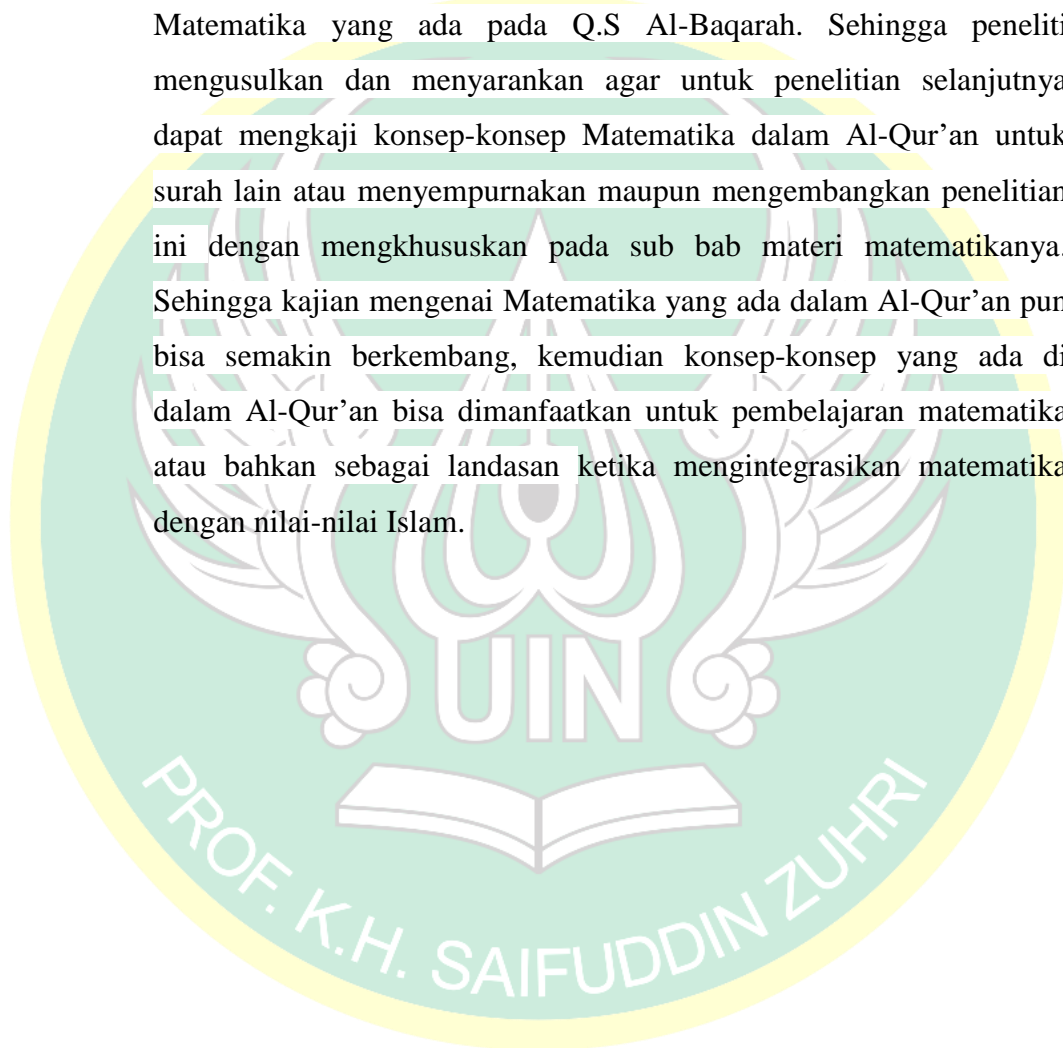 Matematika yang ada pada Q.S Al-Baqarah. Sehingga peneliti
mengusulkan dan menyarankan agar untuk penelitian selanjutnya
dapat mengkaji konsep-konsep Matematika dalam Al-Qur’an untuk
surah lain atau menyempurnakan maupun mengembangkan penelitian
ini dengan mengkhususkan pada sub bab materi matematikanya.
Sehingga kajian mengenai Matematika yang ada dalam Al-Qur’an pun
bisa semakin berkembang, kemudian konsep-konsep yang ada di
dalam Al-Qur’an bisa dimanfaatkan untuk pembelajaran matematika
atau bahkan sebagai landasan ketika mengintegrasikan matematika
dengan nilai-nilai Islam.
UIN
PROF. K.H. SAIFUDDIN ZUHRI